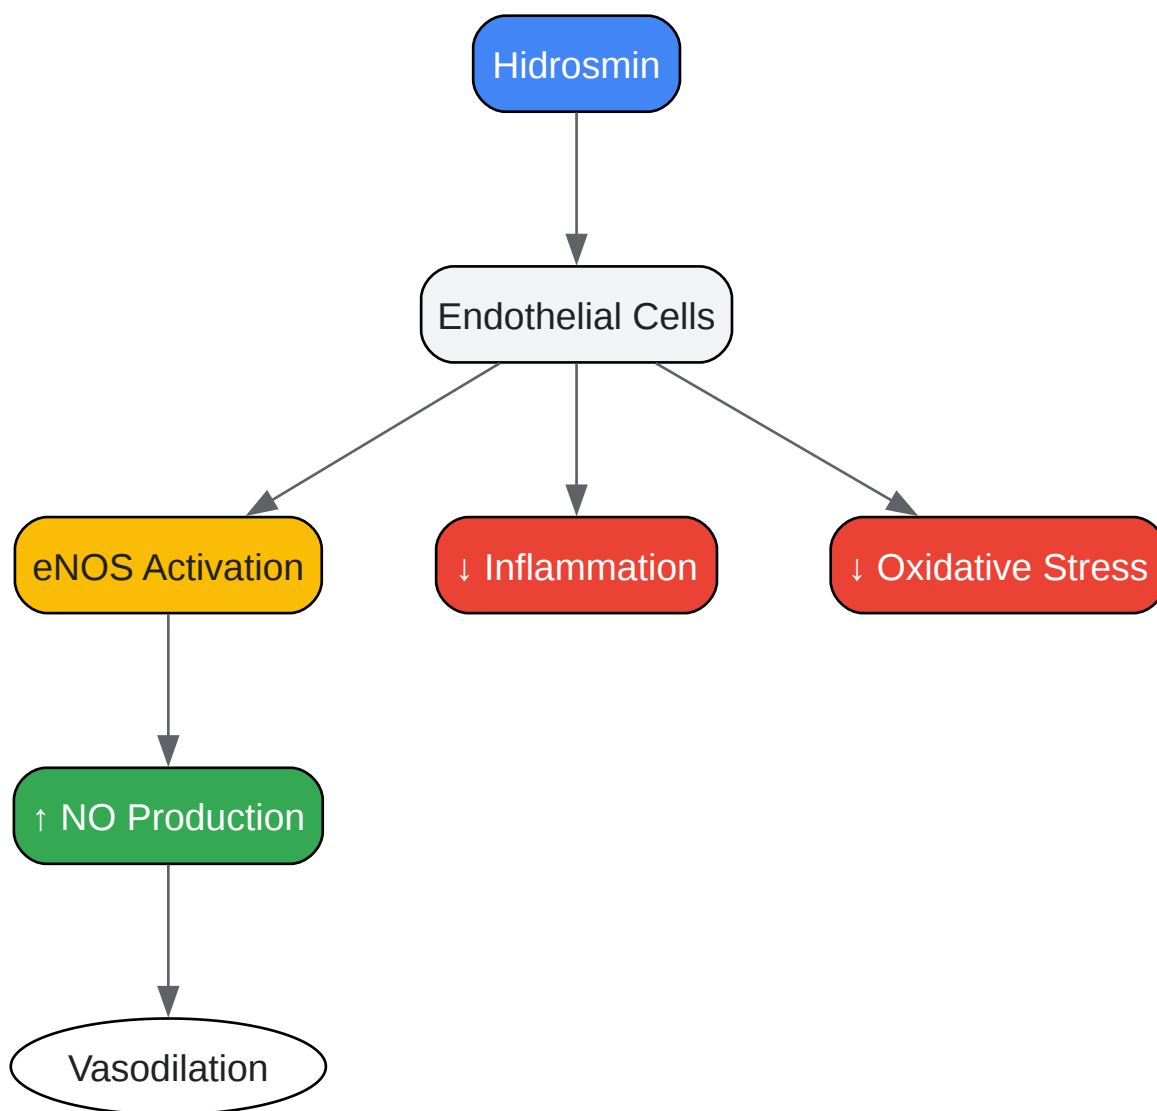 Hidrosmin
Endothelial Cells
eNOS Activation
↓ Inflammation
↓ Oxidative Stress
↑ NO Production
Vasodilation